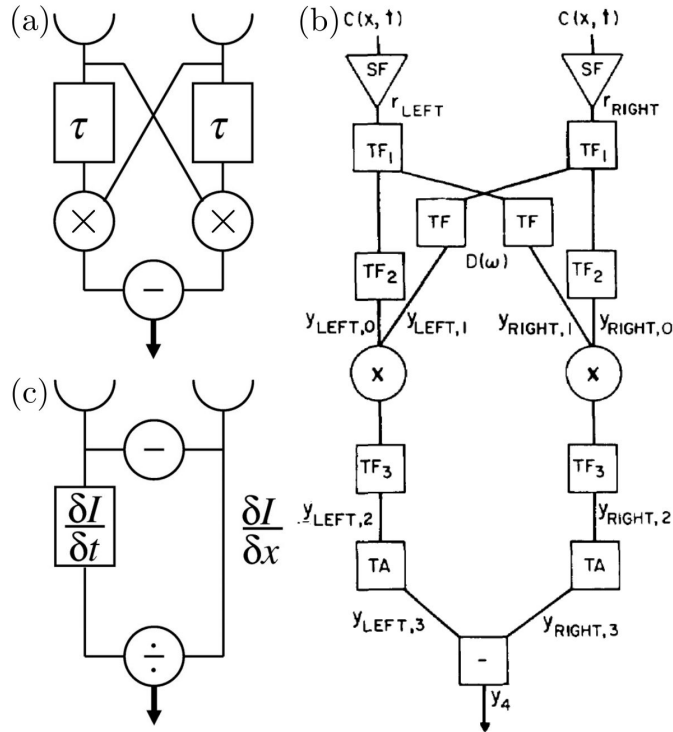 (a)
τ τ
× ×
−
(b)
C(x, t) C(x, t)
SF SF
r_LEFT r_RIGHT
TF₁ TF₁
TF TF
D(ω)
TF₂ TF₂
y_LEFT,0 y_LEFT,1 y_RIGHT,1 y_RIGHT,0
x x
TF₃ TF₃
y_LEFT,2 y_RIGHT,2
TA TA
y_LEFT,3 y_RIGHT,3
-
y₄
(c)
−
δI/δt δI/δx
÷